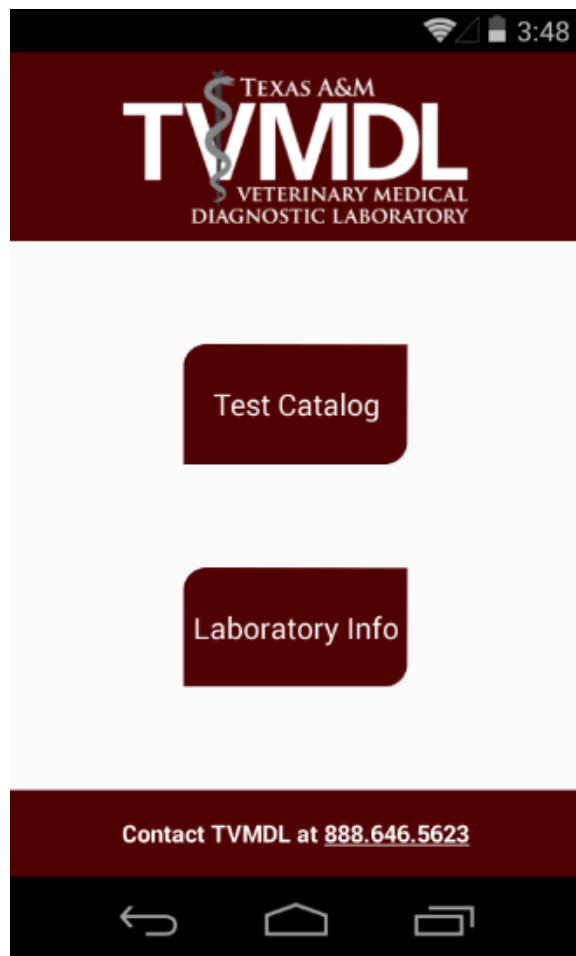 3:48
TEXAS A&M
TVMDL
VETERINARY MEDICAL
DIAGNOSTIC LABORATORY
Test Catalog
Laboratory Info
Contact TVMDL at 888.646.5623